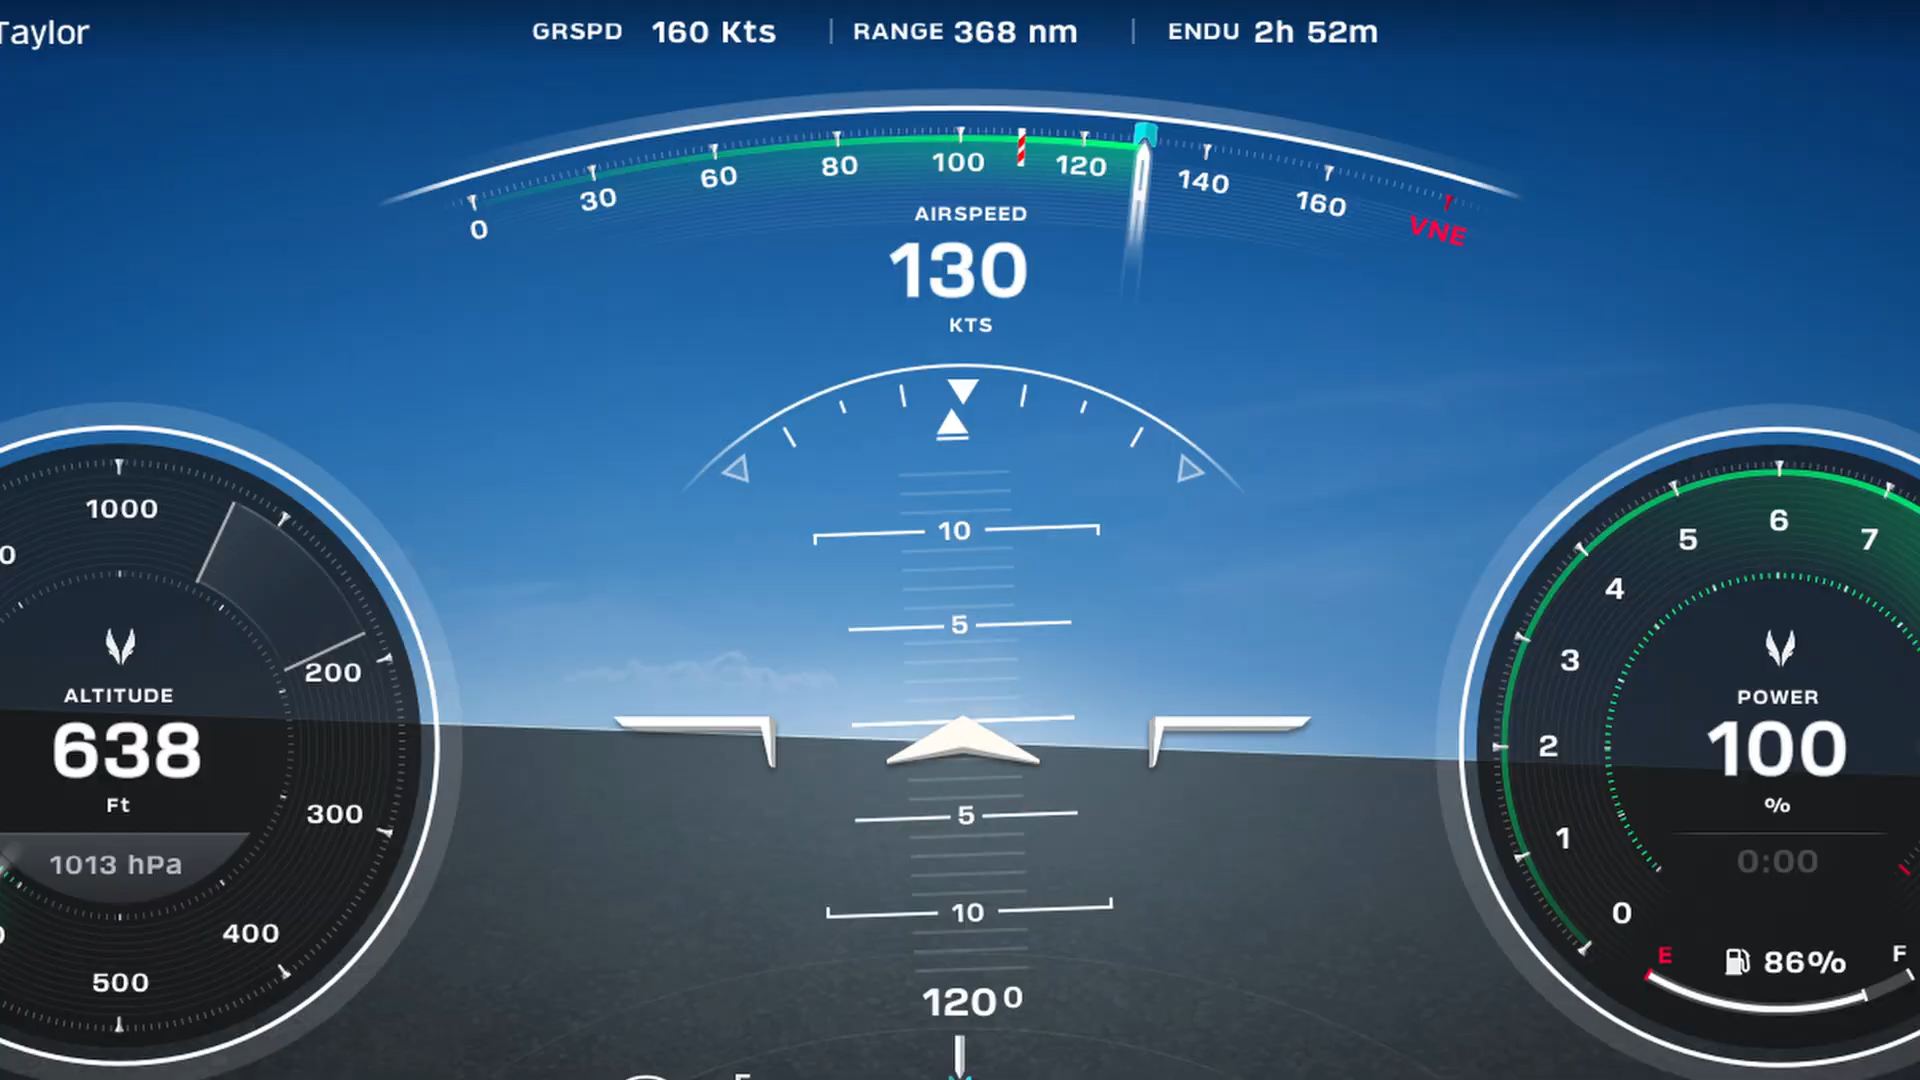 Taylor
GRSPD 160 Kts | RANGE 368 nm | ENDU 2h 52m
0 30 60 80 100 120 140 160 VNE
AIRSPEED
130
KTS
10
5
5
10
120⁰
1000
200
300
400
500
ALTITUDE
638
Ft
1013 hPa
0 1 2 3 4 5 6 7
POWER
100
%
0:00
E 86% F